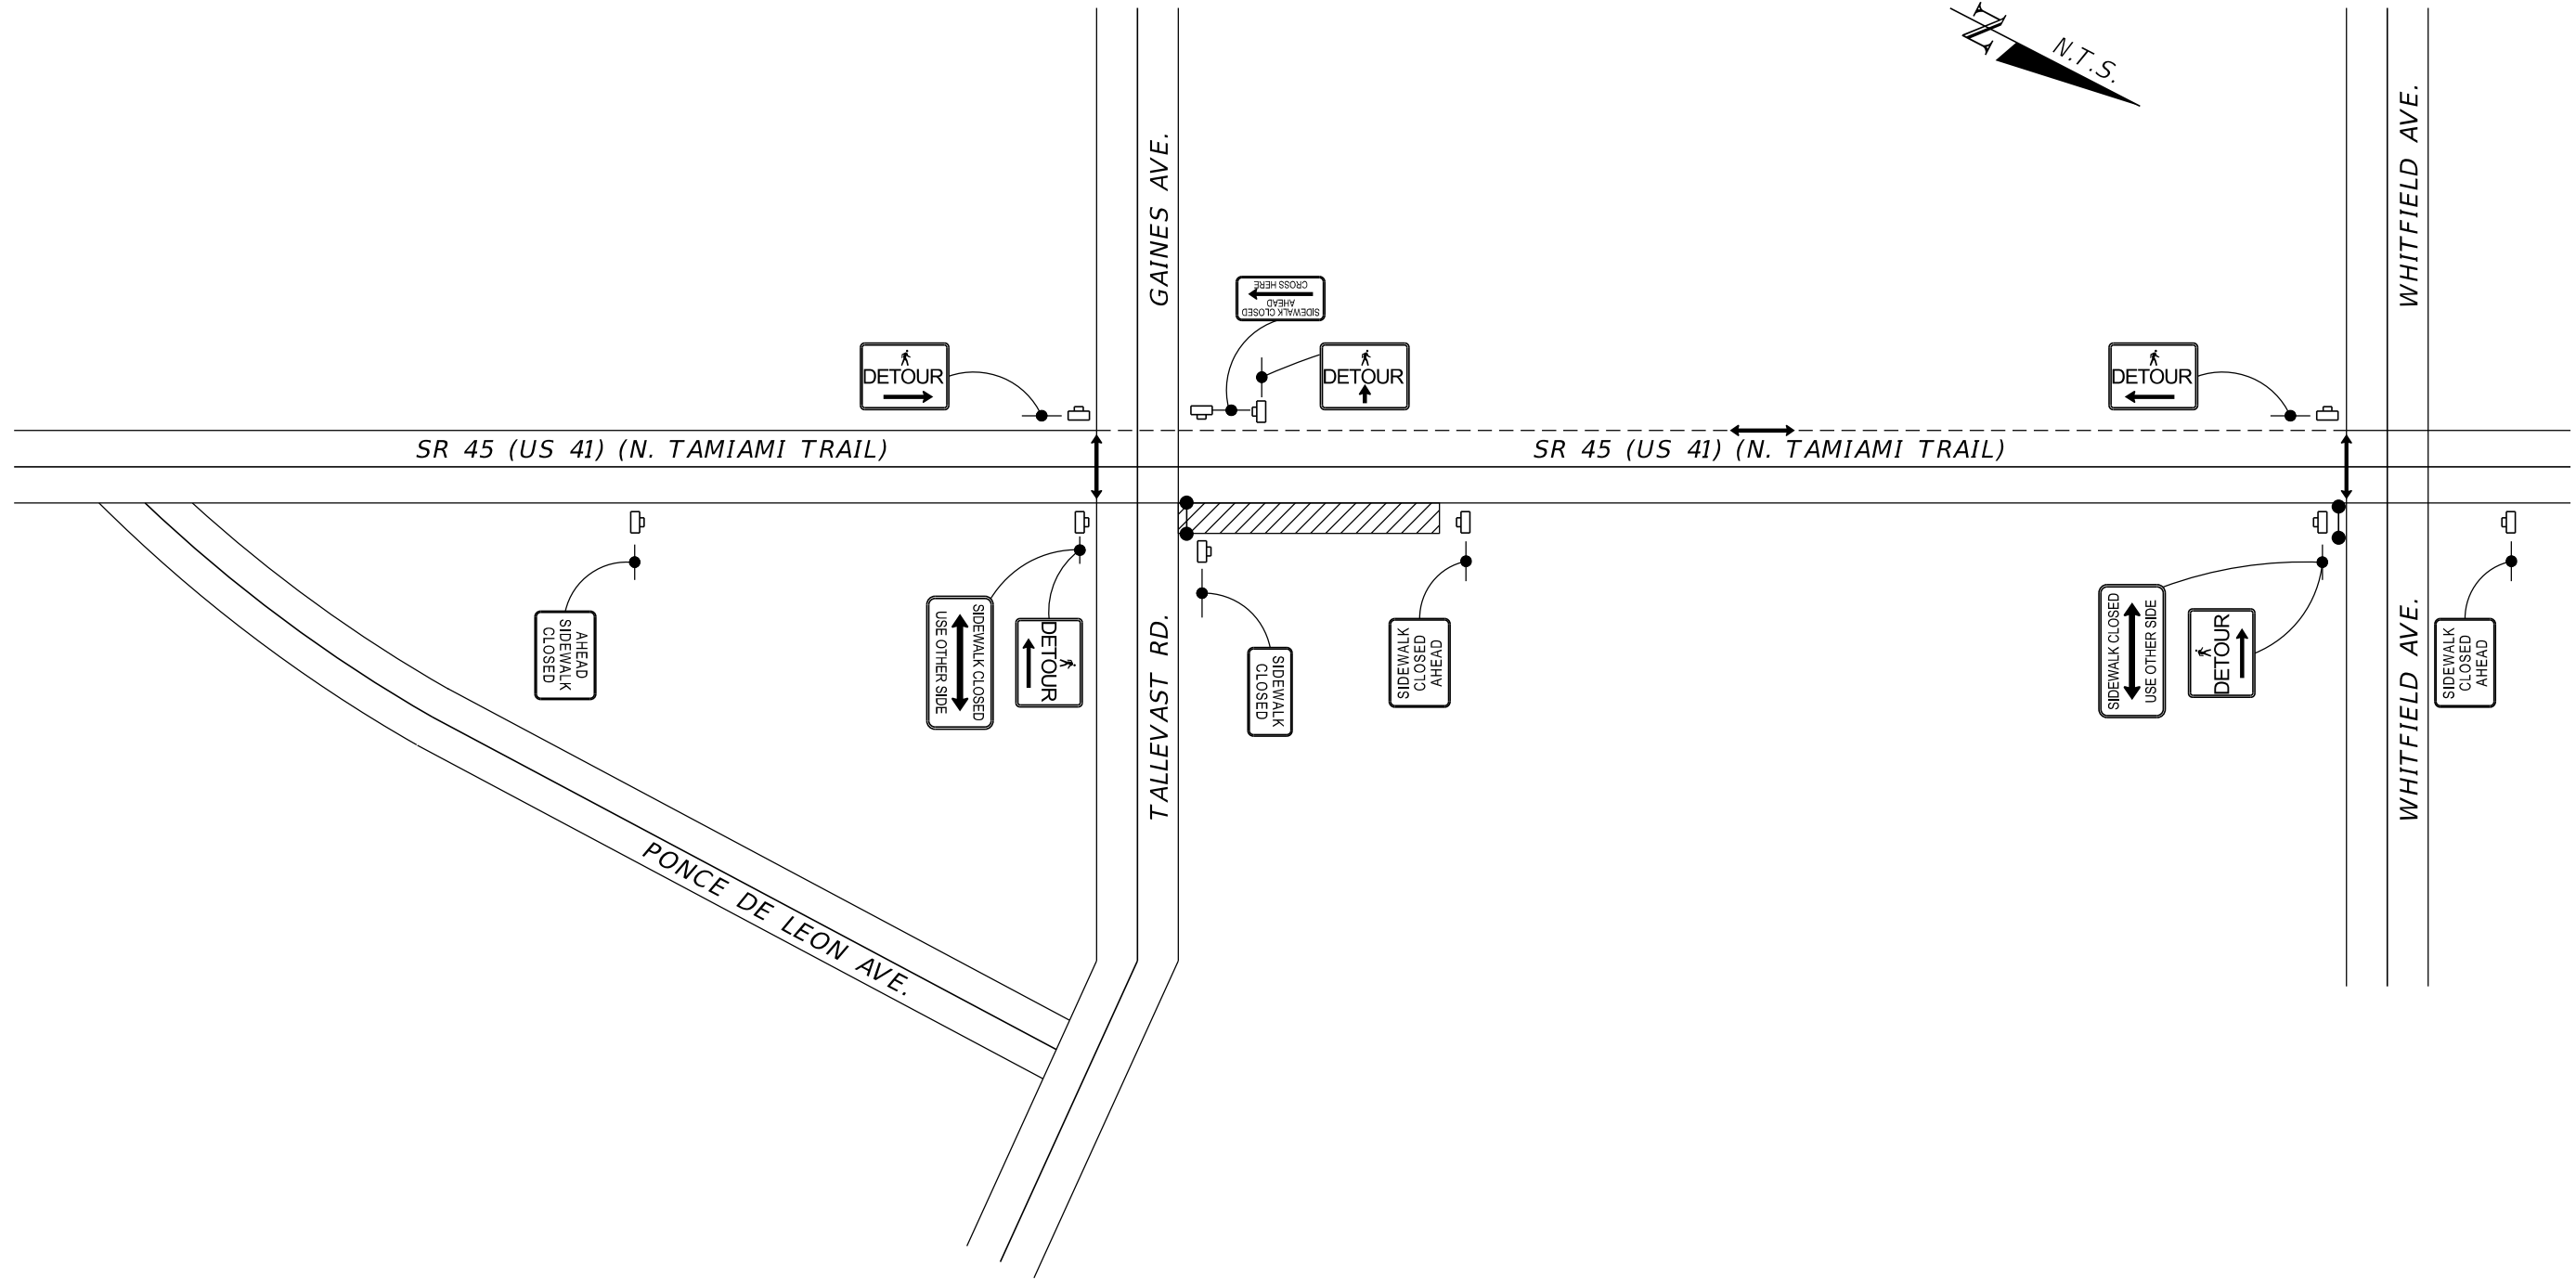 N
N.T.S.
WHITFIELD AVE.
GAINES AVE.
CROSS HERE
SIDEWALK CLOSED
AHEAD
DETOUR
DETOUR
DETOUR
SR 45 (US 41) (N. TAMIAMI TRAIL)
SR 45 (US 41) (N. TAMIAMI TRAIL)
AHEAD
SIDEWALK
CLOSED
SIDEWALK CLOSED
USE OTHER SIDE
DETOUR
TALLEVAST RD.
SIDEWALK
CLOSED
SIDEWALK
CLOSED
AHEAD
SIDEWALK CLOSED
USE OTHER SIDE
DETOUR
WHITFIELD AVE.
SIDEWALK
CLOSED
AHEAD
PONCE DE LEON AVE.